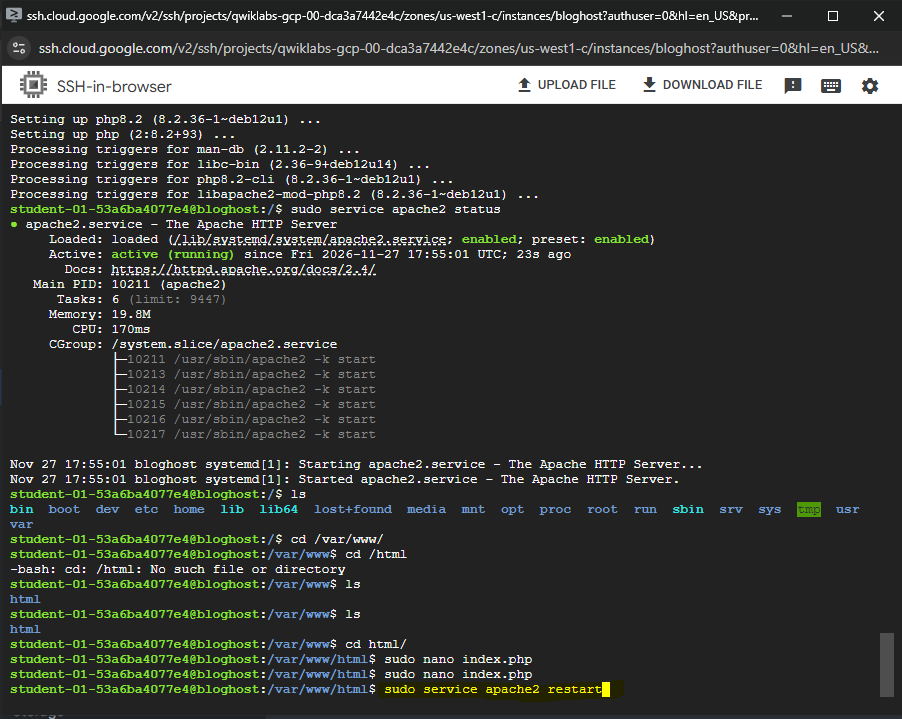 ssh.cloud.google.com/v2/ssh/projects/qwiklabs-gcp-00-dca3a7442e4c/zones/us-west1-c/instances/bloghost?authuser=0&hl=en_US&pr...
ssh.cloud.google.com/v2/ssh/projects/qwiklabs-gcp-00-dca3a7442e4c/zones/us-west1-c/instances/bloghost?authuser=0&hl=en_US&...
SSH-in-browser
UPLOAD FILE
DOWNLOAD FILE
Setting up php8.2 (8.2.36-1~deb12u1) ...
Setting up php (2:8.2+93) ...
Processing triggers for man-db (2.11.2-2) ...
Processing triggers for libc-bin (2.36-9+deb12u14) ...
Processing triggers for php8.2-cli (8.2.36-1~deb12u1) ...
Processing triggers for libapache2-mod-php8.2 (8.2.36-1~deb12u1) ...
student-01-53a6ba4077e4@bloghost:/$ sudo service apache2 status
● apache2.service - The Apache HTTP Server
Loaded: loaded (/lib/systemd/system/apache2.service; enabled; preset: enabled)
Active: active (running) since Fri 2026-11-27 17:55:01 UTC; 23s ago
Docs: https://httpd.apache.org/docs/2.4/
Main PID: 10211 (apache2)
Tasks: 6 (limit: 9447)
Memory: 19.8M
CPU: 170ms
CGroup: /system.slice/apache2.service
├─10211 /usr/sbin/apache2 -k start
├─10213 /usr/sbin/apache2 -k start
├─10214 /usr/sbin/apache2 -k start
├─10215 /usr/sbin/apache2 -k start
├─10216 /usr/sbin/apache2 -k start
└─10217 /usr/sbin/apache2 -k start
Nov 27 17:55:01 bloghost systemd[1]: Starting apache2.service - The Apache HTTP Server...
Nov 27 17:55:01 bloghost systemd[1]: Started apache2.service - The Apache HTTP Server.
student-01-53a6ba4077e4@bloghost:/$ ls
bin boot dev etc home lib lib64 lost+found media mnt opt proc root run sbin srv sys tmp usr
var
student-01-53a6ba4077e4@bloghost:/$ cd /var/www/
student-01-53a6ba4077e4@bloghost:/var/www$ cd /html
-bash: cd: /html: No such file or directory
student-01-53a6ba4077e4@bloghost:/var/www$ ls
html
student-01-53a6ba4077e4@bloghost:/var/www$ ls
html
student-01-53a6ba4077e4@bloghost:/var/www$ cd html/
student-01-53a6ba4077e4@bloghost:/var/www/html$ sudo nano index.php
student-01-53a6ba4077e4@bloghost:/var/www/html$ sudo nano index.php
student-01-53a6ba4077e4@bloghost:/var/www/html$ sudo service apache2 restart